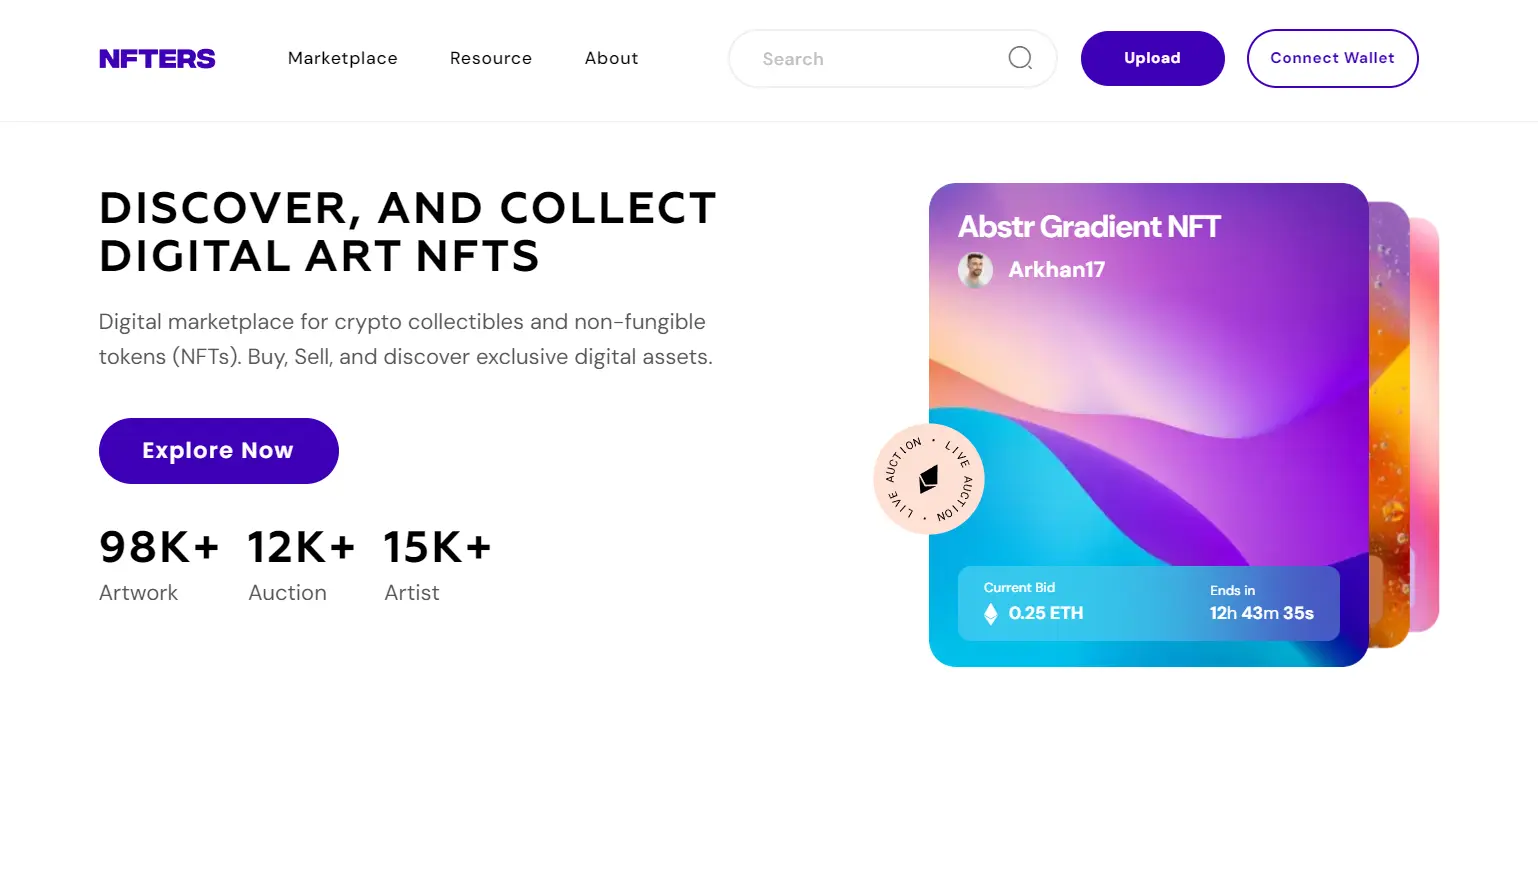 NFTERS
Marketplace
Resource
About
Search
Upload
Connect Wallet
DISCOVER, AND COLLECT
DIGITAL ART NFTS
Digital marketplace for crypto collectibles and non-fungible
tokens (NFTs). Buy, Sell, and discover exclusive digital assets.
Explore Now
98K+ 12K+ 15K+
Artwork Auction Artist
Abstr Gradient NFT
Arkhan17
LIVE AUCTION • LIVE AUCTION •
Current Bid
0.25 ETH
Ends in
12h 43m 35s